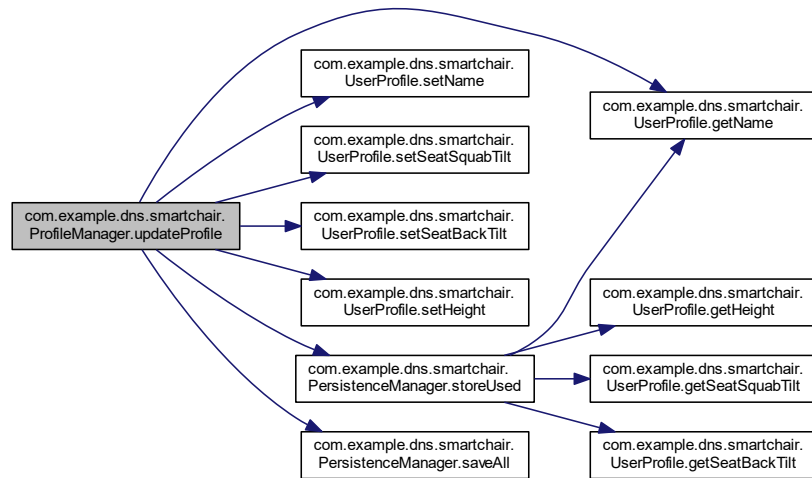 com.example.dns.smartchair.
UserProfile.setName
com.example.dns.smartchair.
UserProfile.getName
com.example.dns.smartchair.
UserProfile.setSeatSquabTilt
com.example.dns.smartchair.
ProfileManager.updateProfile
com.example.dns.smartchair.
UserProfile.setSeatBackTilt
com.example.dns.smartchair.
UserProfile.setHeight
com.example.dns.smartchair.
UserProfile.getHeight
com.example.dns.smartchair.
PersistenceManager.storeUsed
com.example.dns.smartchair.
UserProfile.getSeatSquabTilt
com.example.dns.smartchair.
PersistenceManager.saveAll
com.example.dns.smartchair.
UserProfile.getSeatBackTilt